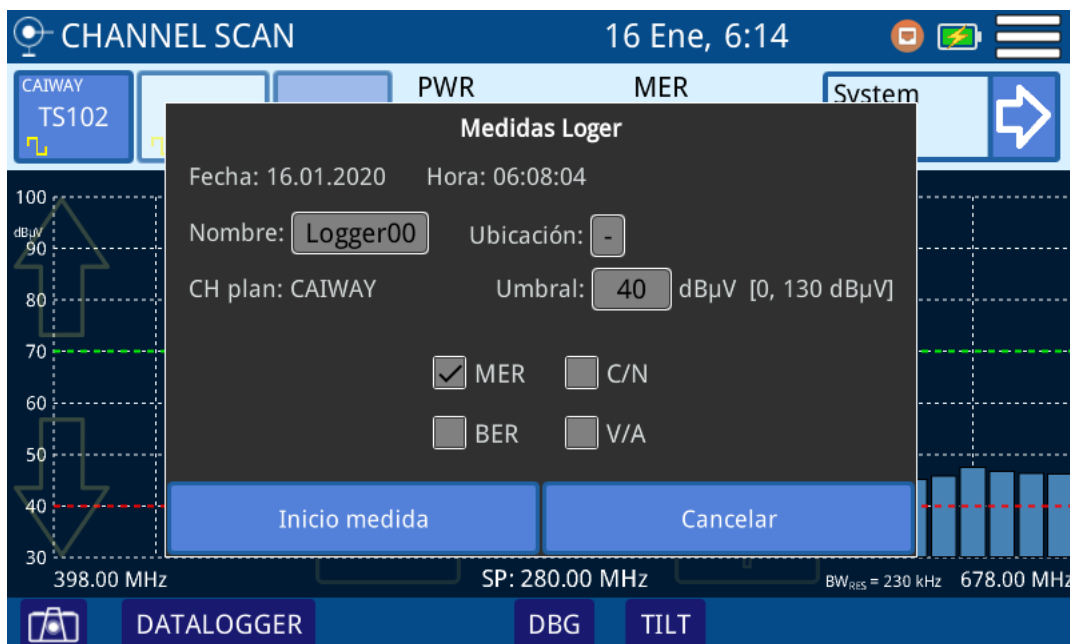 CHANNEL SCAN 16 Ene, 6:14
CAIWAY
TS102
PWR MER
System
Medidas Loger
Fecha: 16.01.2020 Hora: 06:08:04
Nombre: Logger00 Ubicación: -
CH plan: CAIWAY Umbral: 40 dBµV [0, 130 dBµV]
MER C/N
BER V/A
Inicio medida Cancelar
100
dBµV
90
80
70
60
50
40
30
398.00 MHz SP: 280.00 MHz BWRES = 230 kHz 678.00 MHz
DATALOGGER DBG TILT